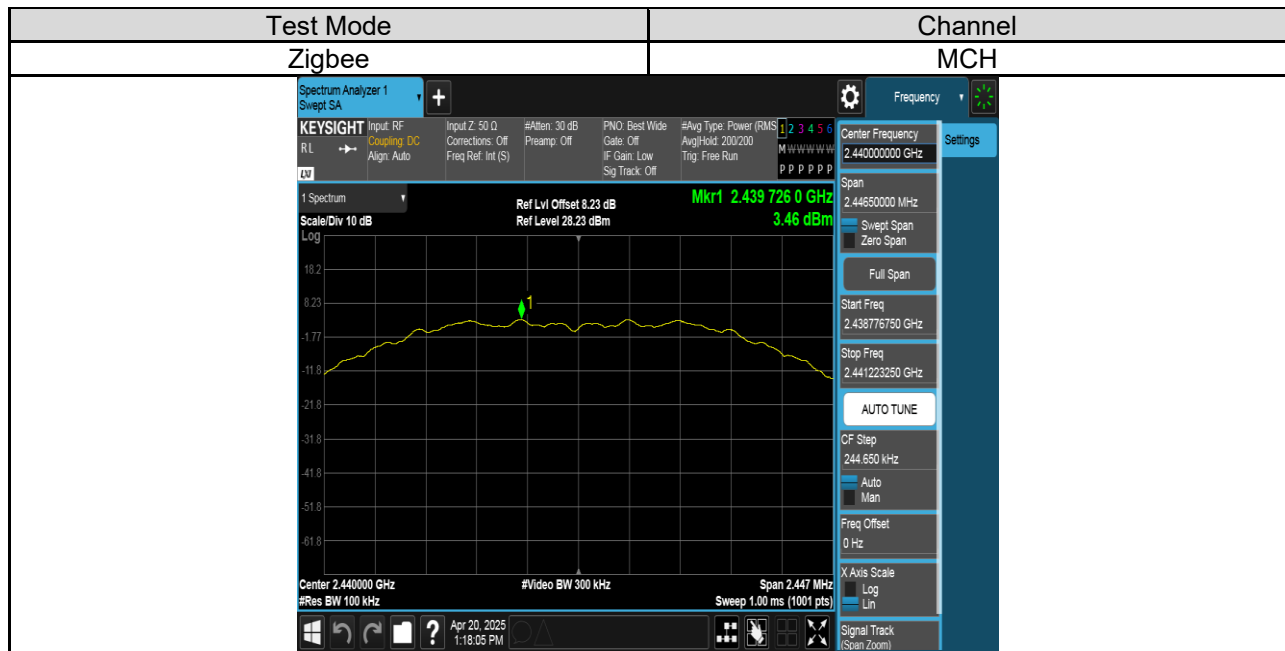 Test Mode Channel
Zigbee MCH
Spectrum Analyzer 1
Swept SA
+
Frequency
KEYSIGHT
RL
LXI
Input: RF
Coupling: DC
Align: Auto
Input Z: 50 Ω
Corrections: Off
Freq Ref: Int (S)
#Atten: 30 dB
Preamp: Off
PNO: Best Wide
Gate: Off
IF Gain: Low
Sig Track: Off
#Avg Type: Power (RMS
Avg|Hold: 200/200
Trig: Free Run
1 2 3 4 5 6
M W W W W W
P P P P P P
1 Spectrum
Scale/Div 10 dB
Log
Ref Lvl Offset 8.23 dB
Ref Level 28.23 dBm
Mkr1 2.439 726 0 GHz
3.46 dBm
18.2
8.23
-1.77
-11.8
-21.8
-31.8
-41.8
-51.8
-61.8
1
Center 2.440000 GHz
#Res BW 100 kHz
#Video BW 300 kHz
Span 2.447 MHz
Sweep 1.00 ms (1001 pts)
Center Frequency
2.440000000 GHz
Settings
Span
2.44650000 MHz
Swept Span
Zero Span
Full Span
Start Freq
2.438776750 GHz
Stop Freq
2.441223250 GHz
AUTO TUNE
CF Step
244.650 kHz
Auto
Man
Freq Offset
0 Hz
X Axis Scale
Log
Lin
Signal Track
(Span Zoom)
?
Apr 20, 2025
1:18:05 PM